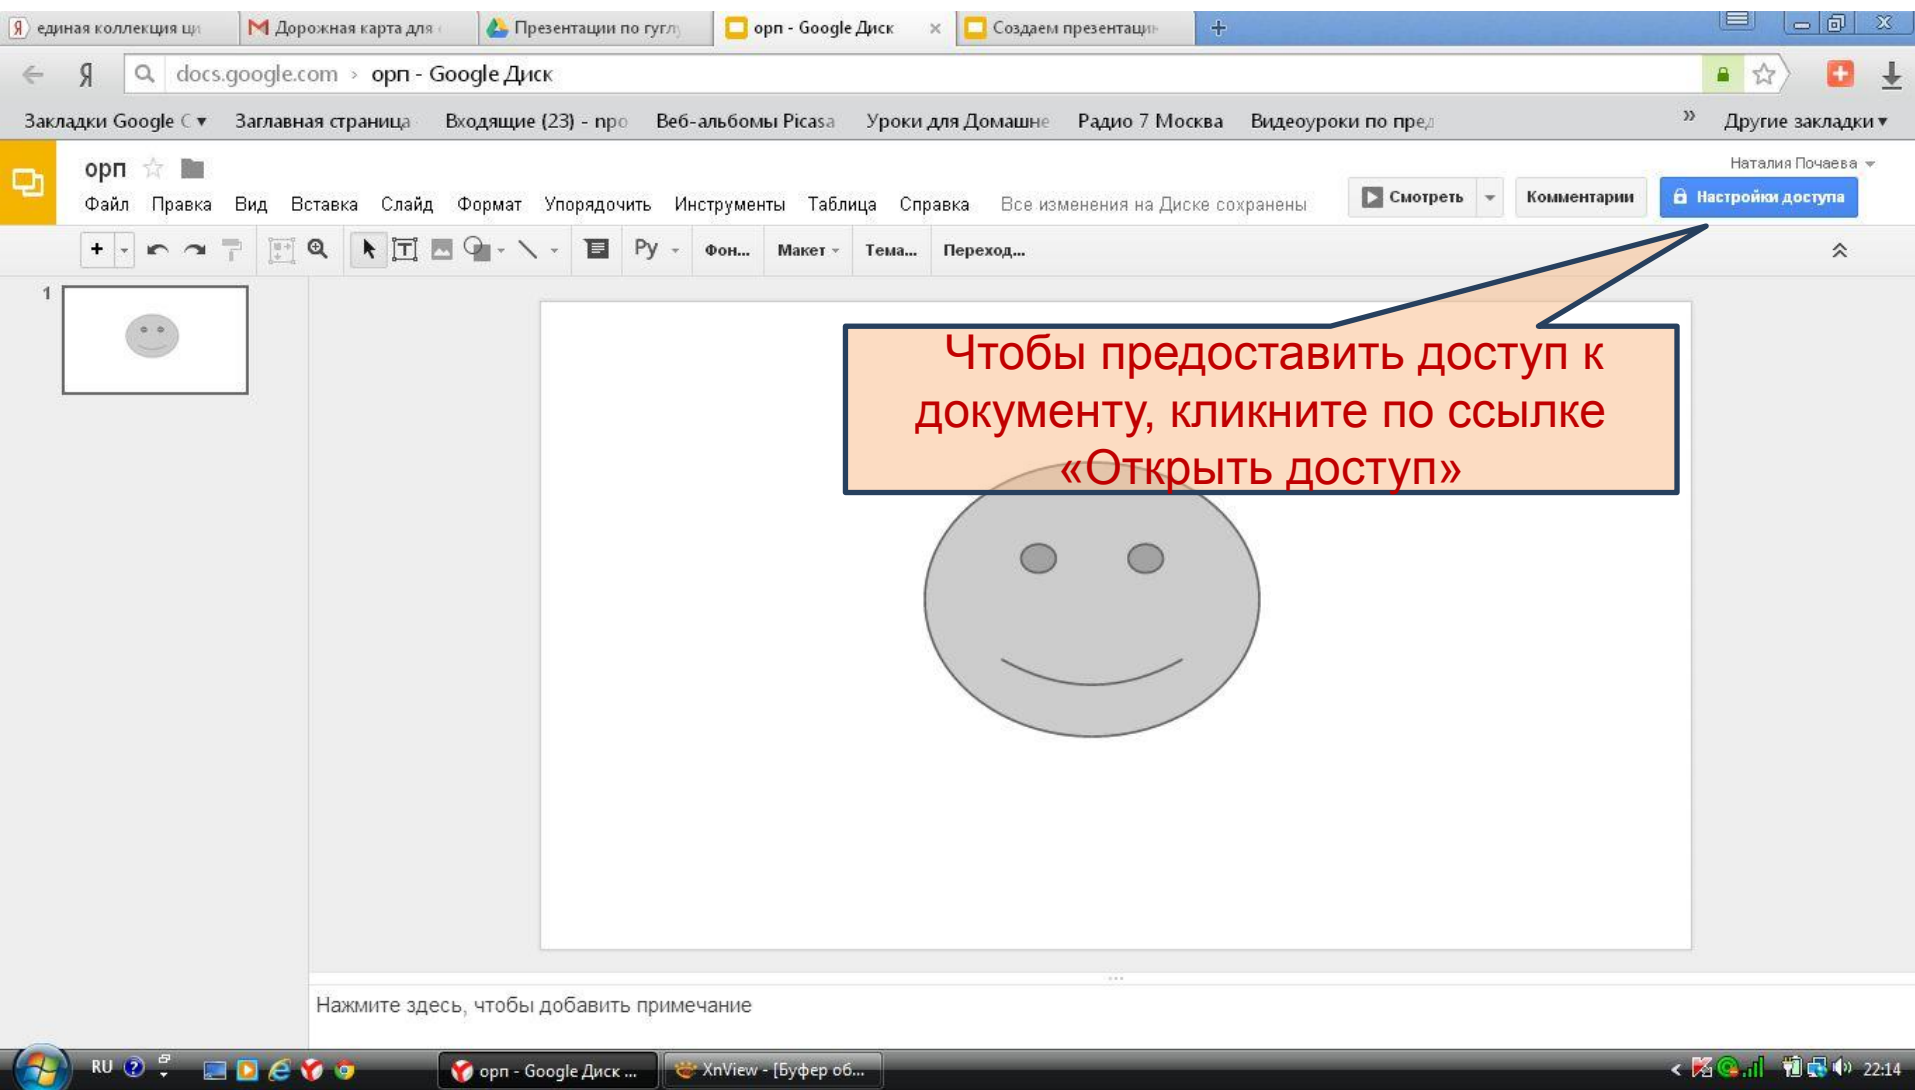 единая коллекция ци
Дорожная карта для
Презентации по гугл
орп - Google Диск
Создаем презентаци
docs.google.com › орп - Google Диск
Закладки Google
Заглавная страница
Входящие (23) - про
Веб-альбомы Picasa
Уроки для Домашне
Радио 7 Москва
Видеоуроки по пред
Другие закладки
орп
Наталия Почаева
Файл Правка Вид Вставка Слайд Формат Упорядочить Инструменты Таблица Справка Все изменения на Диске сохранены
Смотреть
Комментарии
Настройки доступа
Ру
Фон...
Макет
Тема...
Переход...
1
Чтобы предоставить доступ к
документу, кликните по ссылке
«Открыть доступ»
Нажмите здесь, чтобы добавить примечание
RU
орп - Google Диск ...
XnView - [Буфер об...
22:14